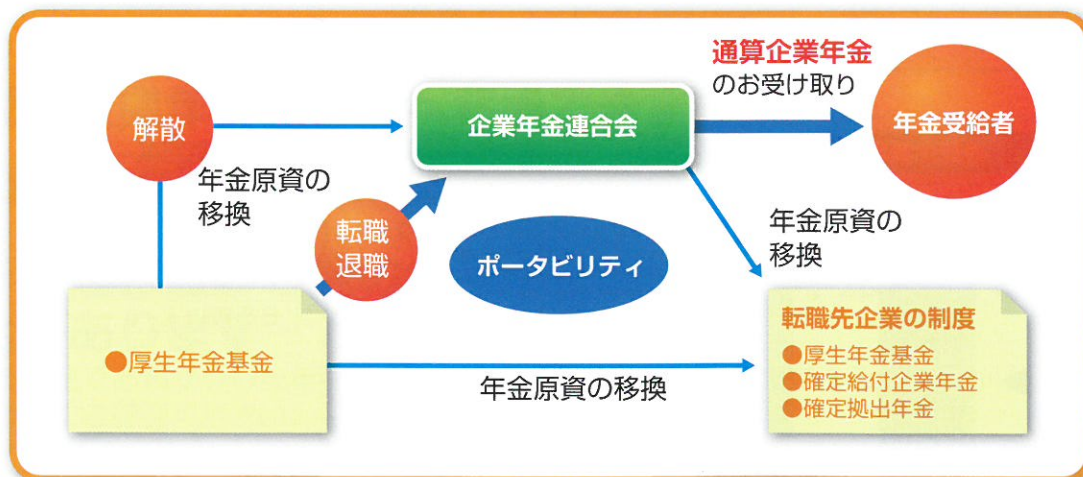 通算企業年金
のお受け取り
解散
企業年金連合会
年金受給者
年金原資の
移換
転職
退職
ポータビリティ
年金原資の
移換
●厚生年金基金
年金原資の移換
転職先企業の制度
●厚生年金基金
●確定給付企業年金
●確定拠出年金